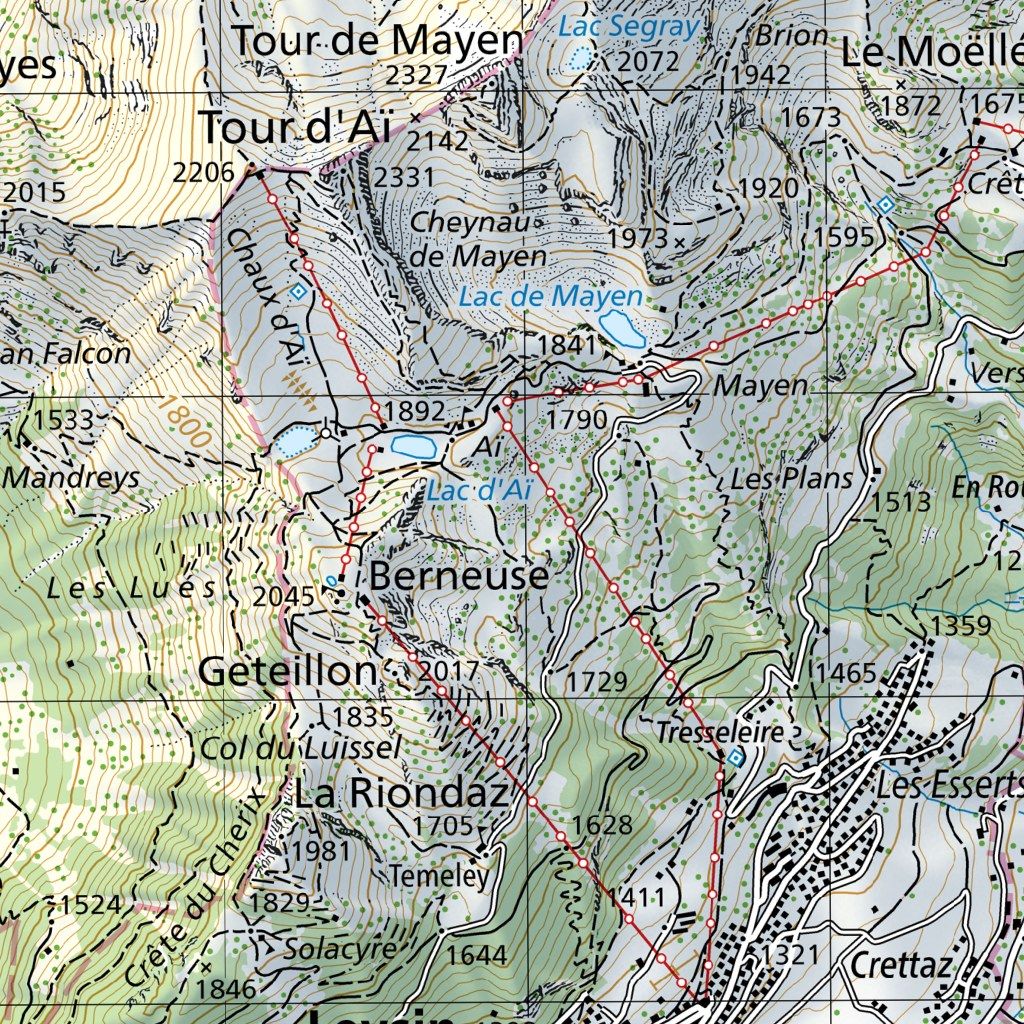 Lac Segray
Tour de Mayen
Brion
Le Moëlle
yes
2327
2072
1942
1872
1675
Tour d'Aï
2142
1673
2206
2331
2015
1920
Crêt
Cheynau
de Mayen
1973
1595
Chaux d'Aï
Lac de Mayen
1841
an Falcon
Vers
Mayen
1533
1800
1892
1790
Aï
Mandreys
Lac d'Aï
Les Plans
1513
En Rou
12
Les Lués
Berneuse
2045
1359
Geteillon
2017
1729
1465
1835
Tresseleire
Col du Luissel
Les Esserts
La Riondaz
1705
1628
1981
Temeley
1411
1524
1829
Crête du Cherix
Solacyre
1644
1321
Crettaz
1846
Leysin